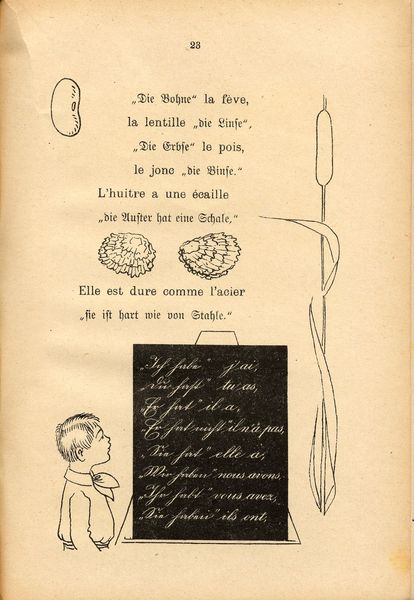 23
„Die Bohne“ la fève,
la lentille „die Linse“,
„Die Erbse“ le pois,
le jonc „die Binse.“
L'huitre a une écaille
„die Auster hat eine Schale,“
Elle est dure comme l'acier
„sie ist hart wie von Stahle.“
„Ich habe“ j'ai,
„Du hast“ tu as,
„Er hat“ il a,
„Er hat nicht“ il n'a pas,
„Sie hat“ elle a,
„Wir haben“ nous avons,
„Ihr habt“ vous avez,
„Sie haben“ ils ont,